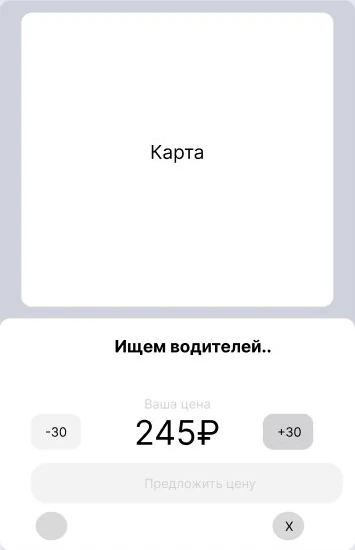 Карта
Ищем водителей..
Ваша цена
-30
245₽
+30
Предложить цену
X